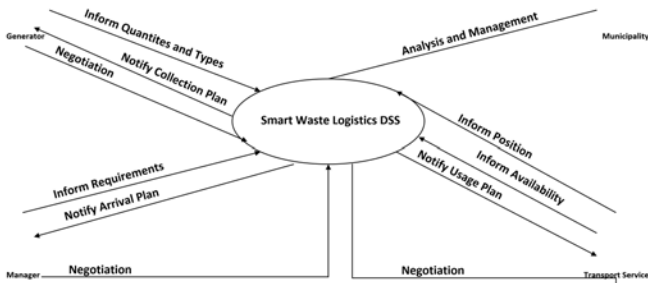 Inform Quantites and Types
Analysis and Management
Generator
Municipality
Notify Collection Plan
Negotiation
Smart Waste Logistics DSS
Inform Position
Inform Availability
Inform Requirements
Notify Usage Plan
Notify Arrival Plan
Manager
Negotiation
Negotiation
Transport Service